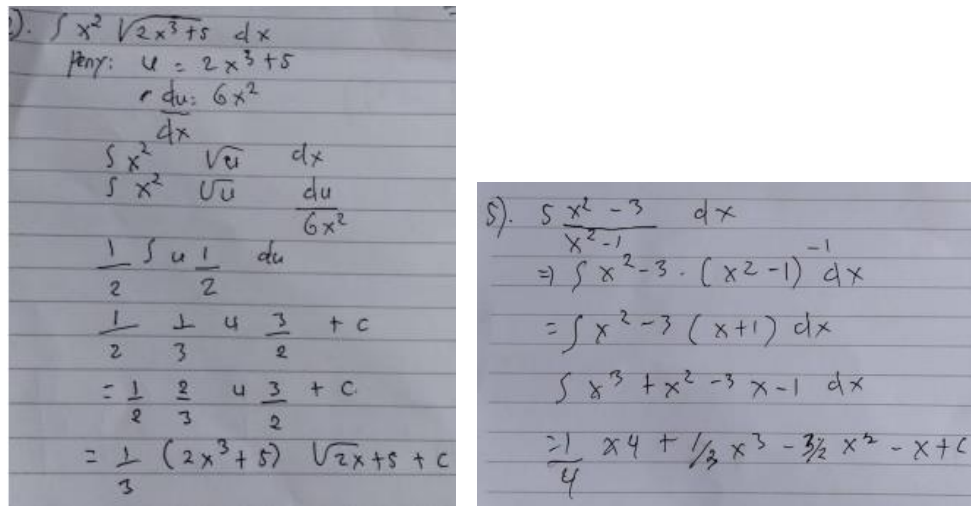 ). ∫ x² √2x³+5 dx
peny: u = 2x³+5
du = 6x²
dx
∫ x² √u dx
∫ x² √u du
6x²
1 ∫ u 1 du
2 2
1 1 u 3 + c
2 3 2
= 1 2 u 3 + c.
2 3 2
= 1 (2x³+5) √2x+5 + c
3
5). ∫ x² - 3 dx
x² - 1
=> ∫ x² - 3 . (x² - 1)⁻¹ dx
= ∫ x² - 3 (x+1) dx
∫ x³ + x² - 3x - 1 dx
= 1 x4 + 1/3 x³ - 3/2 x² - x + C
4